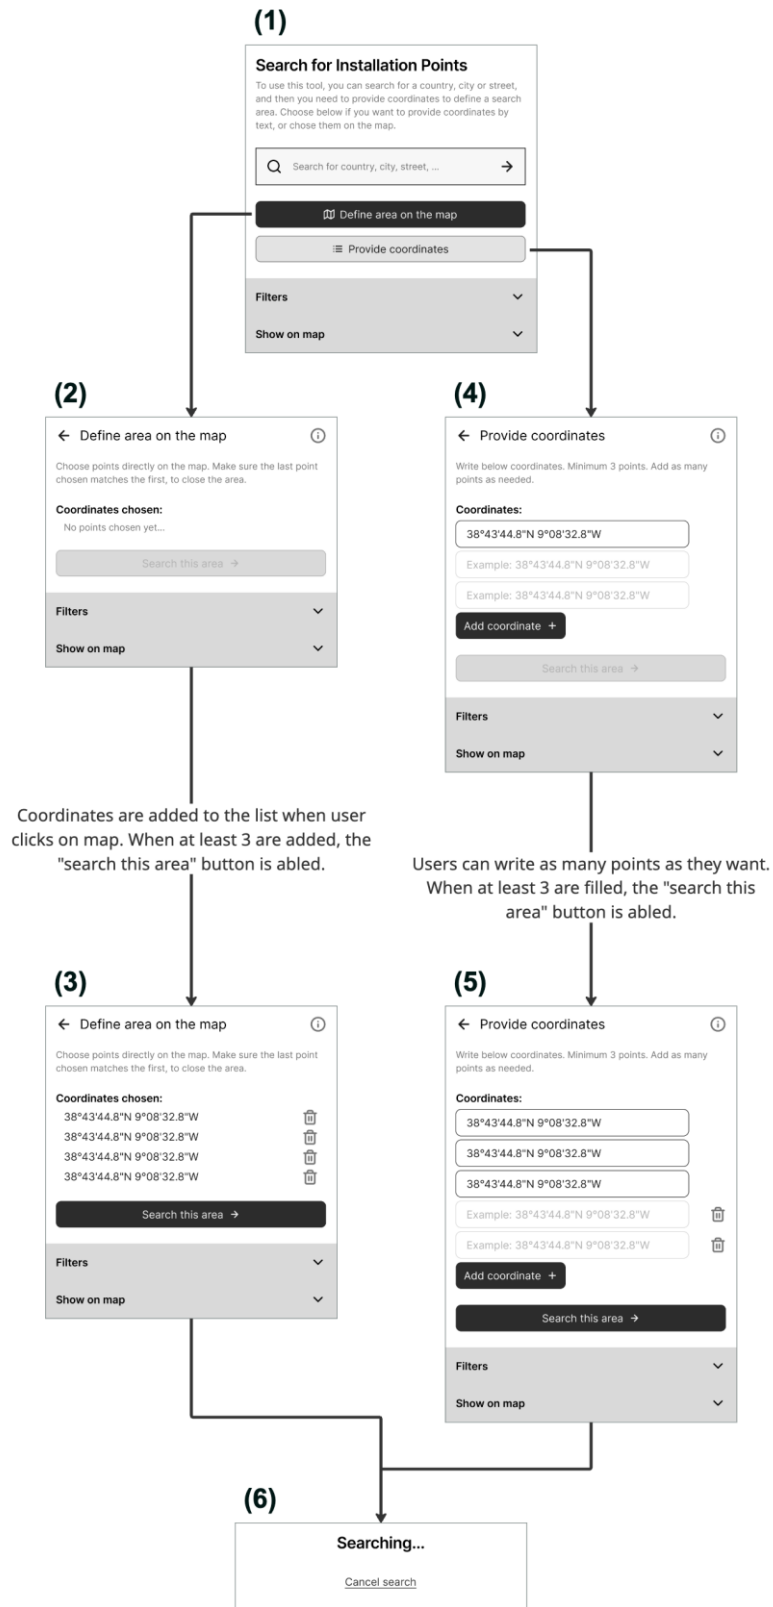 (1)
Search for Installation Points
To use this tool, you can search for a country, city or street,
and then you need to provide coordinates to define a search
area. Choose below if you want to provide coordinates by
text, or chose them on the map.
Search for country, city, street, ...
Define area on the map
Provide coordinates
Filters
Show on map
(2)
Define area on the map
Choose points directly on the map. Make sure the last point
chosen matches the first, to close the area.
Coordinates chosen:
No points chosen yet...
Search this area
Filters
Show on map
Coordinates are added to the list when user
clicks on map. When at least 3 are added, the
"search this area" button is abled.
(4)
Provide coordinates
Write below coordinates. Minimum 3 points. Add as many
points as needed.
Coordinates:
38°43'44.8"N 9°08'32.8"W
Example: 38°43'44.8"N 9°08'32.8"W
Example: 38°43'44.8"N 9°08'32.8"W
Add coordinate +
Search this area
Filters
Show on map
Users can write as many points as they want.
When at least 3 are filled, the "search this
area" button is abled.
(3)
Define area on the map
Choose points directly on the map. Make sure the last point
chosen matches the first, to close the area.
Coordinates chosen:
38°43'44.8"N 9°08'32.8"W
38°43'44.8"N 9°08'32.8"W
38°43'44.8"N 9°08'32.8"W
38°43'44.8"N 9°08'32.8"W
Search this area
Filters
Show on map
(5)
Provide coordinates
Write below coordinates. Minimum 3 points. Add as many
points as needed.
Coordinates:
38°43'44.8"N 9°08'32.8"W
38°43'44.8"N 9°08'32.8"W
38°43'44.8"N 9°08'32.8"W
Example: 38°43'44.8"N 9°08'32.8"W
Example: 38°43'44.8"N 9°08'32.8"W
Add coordinate +
Search this area
Filters
Show on map
(6)
Searching...
Cancel search